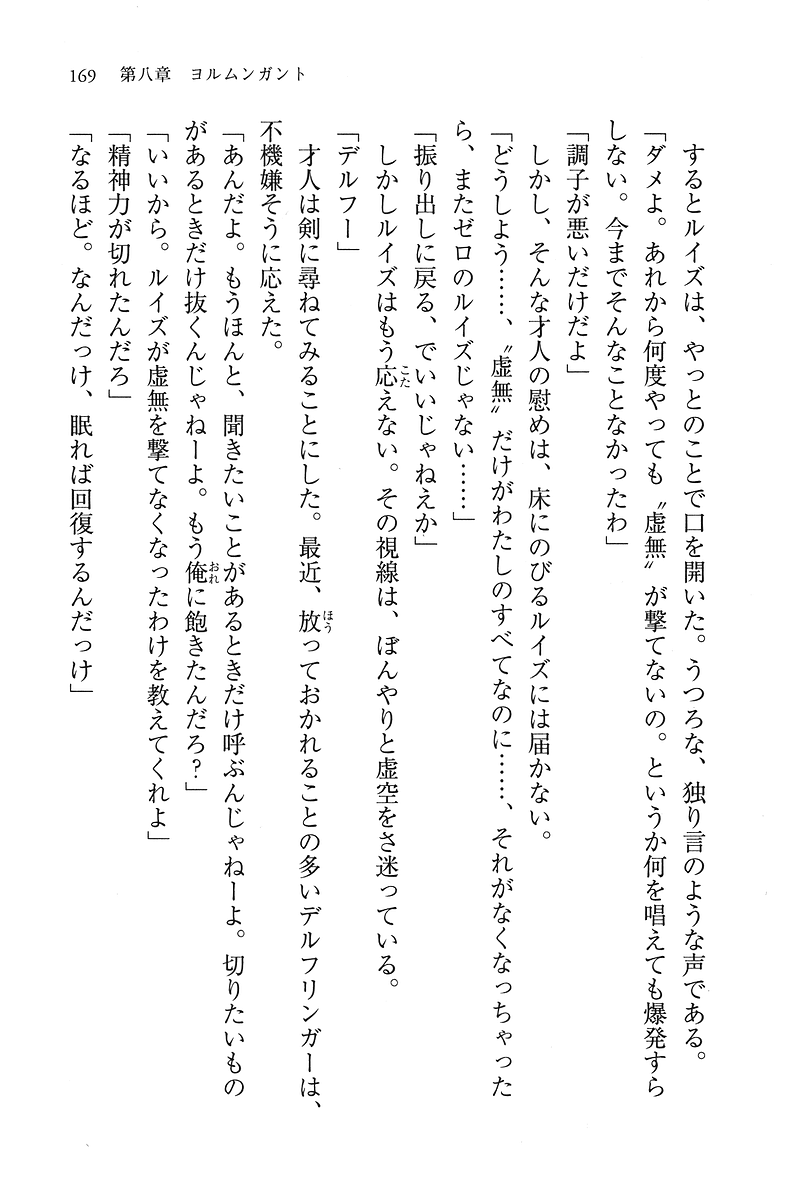 169　第八章　ヨルムンガント
　するとルイズは、やっとのことで口を開いた。うつろな、独り言のような声である。
「ダメよ。あれから何度やっても〝虚無〟が撃てないの。というか何を唱えても爆発すら
しない。今までそんなことなかったわ」
「調子が悪いだけだよ」
　しかし、そんな才人の慰めは、床にのびるルイズには届かない。
「どうしよう……、〝虚無〟だけがわたしのすべてなのに……、それがなくなっちゃった
ら、またゼロのルイズじゃない……」
「振り出しに戻る、でいいじゃねえか」
　しかしルイズはもう応えない。その視線は、ぼんやりと虚空をさ迷っている。
「デルフー」
　才人は剣に尋ねてみることにした。最近、放っておかれることの多いデルフリンガーは、
不機嫌そうに応えた。
「あんだよ。もうほんと、聞きたいことがあるときだけ呼ぶんじゃねーよ。切りたいもの
があるときだけ抜くんじゃねーよ。もう俺に飽きたんだろ？」
「いいから。ルイズが虚無を撃てなくなったわけを教えてくれよ」
「精神力が切れたんだろ」
「なるほど。なんだっけ、眠れば回復するんだっけ」